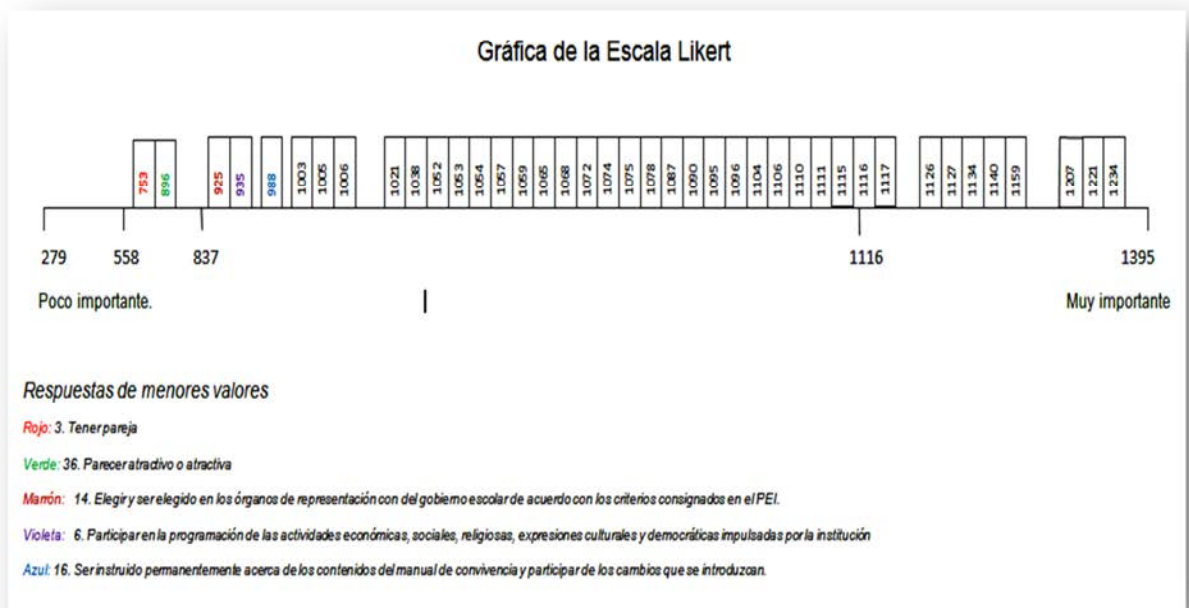 Gráfica de la Escala Likert
753 896 925 935 988 1003 1005 1006 1021 1038 1052 1053 1054 1057 1059 1065 1068 1072 1074 1075 1078 1087 1090 1095 1096 1104 1106 1110 1111 1115 1116 1117 1126 1127 1134 1140 1159 1207 1221 1234
279 558 837 1116 1395
Poco importante. Muy importante
Respuestas de menores valores
Rojo: 3. Tener pareja
Verde: 36. Parecer atractivo o atractiva
Marrón: 14. Elegir y ser elegido en los órganos de representación con del gobierno escolar de acuerdo con los criterios consignados en el PEI.
Violeta: 6. Participar en la programación de las actividades económicas, sociales, religiosas, expresiones culturales y democráticas impulsadas por la institución
Azul: 16. Ser instruido permanentemente acerca de los contenidos del manual de convivencia y participar de los cambios que se introduzcan.